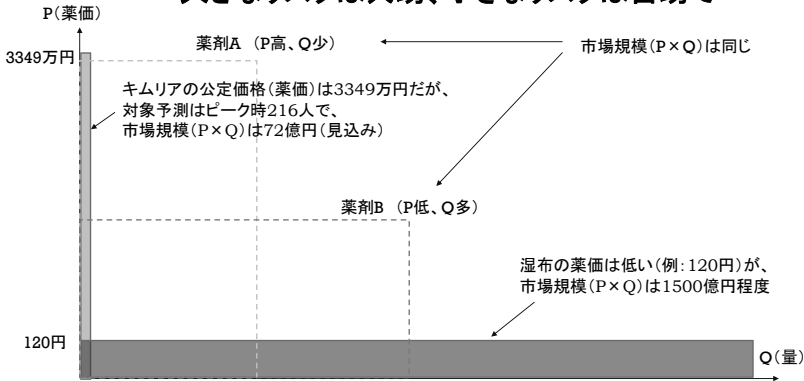 P(薬価)
薬剤A (P高、Q少)
市場規模(P×Q)は同じ
3349万円
キムリアの公定価格(薬価)は3349万円だが、
対象予測はピーク時216人で、
市場規模(P×Q)は72億円(見込み)
薬剤B (P低、Q多)
湿布の薬価は低い(例:120円)が、
市場規模(P×Q)は1500億円程度
120円
Q(量)